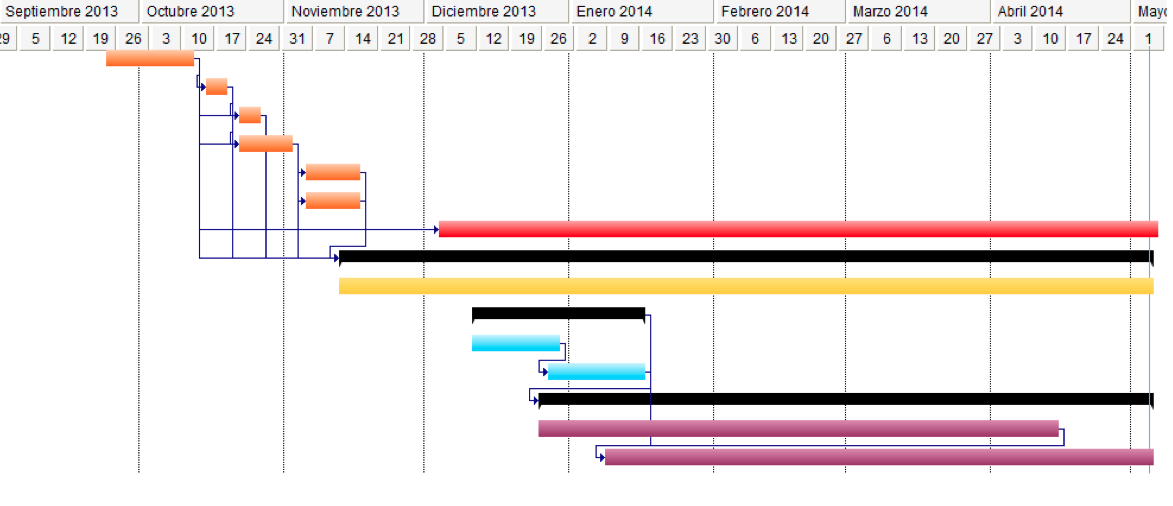 Septiembre 2013 Octubre 2013 Noviembre 2013 Diciembre 2013 Enero 2014 Febrero 2014 Marzo 2014 Abril 2014 Mayo
29 5 12 19 26 3 10 17 24 31 7 14 21 28 5 12 19 26 2 9 16 23 30 6 13 20 27 6 13 20 27 3 10 17 24 1